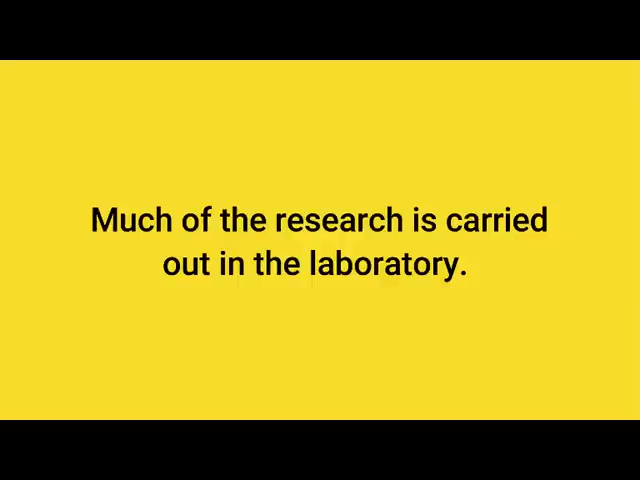 Much of the research is carried
out in the laboratory.